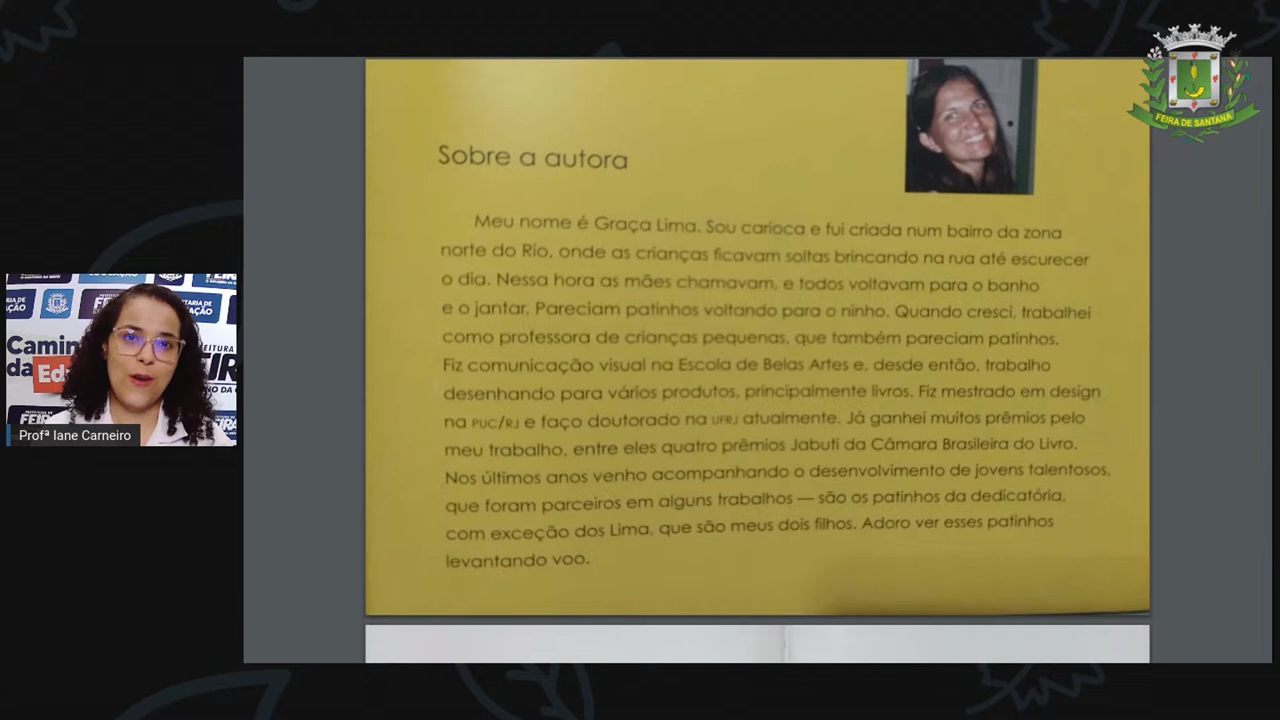 FEIRA DE SANTANA
Sobre a autora
Meu nome é Graça Lima. Sou carioca e fui criada num bairro da zona
norte do Rio, onde as crianças ficavam soltas brincando na rua até escurecer
o dia. Nessa hora as mães chamavam, e todos voltavam para o banho
e o jantar. Pareciam patinhos voltando para o ninho. Quando cresci, trabalhei
como professora de crianças pequenas, que também pareciam patinhos.
Fiz comunicação visual na Escola de Belas Artes e, desde então, trabalho
desenhando para vários produtos, principalmente livros. Fiz mestrado em design
na PUC/RJ e faço doutorado na UFRJ atualmente. Já ganhei muitos prêmios pelo
meu trabalho, entre eles quatro prêmios Jabuti da Câmara Brasileira do Livro.
Nos últimos anos venho acompanhando o desenvolvimento de jovens talentosos,
que foram parceiros em alguns trabalhos — são os patinhos da dedicatória,
com exceção dos Lima, que são meus dois filhos. Adoro ver esses patinhos
levantando voo.
Camin
da Ed
Profª Iane Carneiro